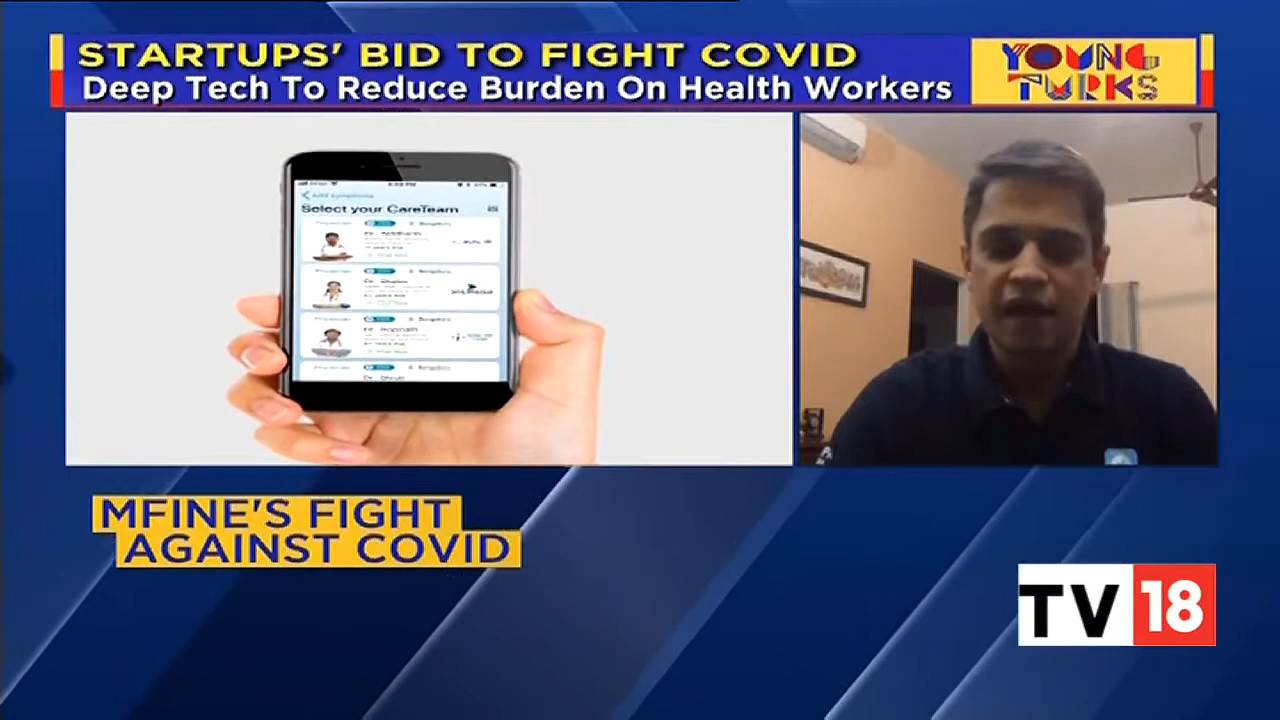 STARTUPS' BID TO FIGHT COVID
Deep Tech To Reduce Burden On Health Workers
YOUNG
TURKS
Select your CareTeam
MFINE'S FIGHT
AGAINST COVID
TV18